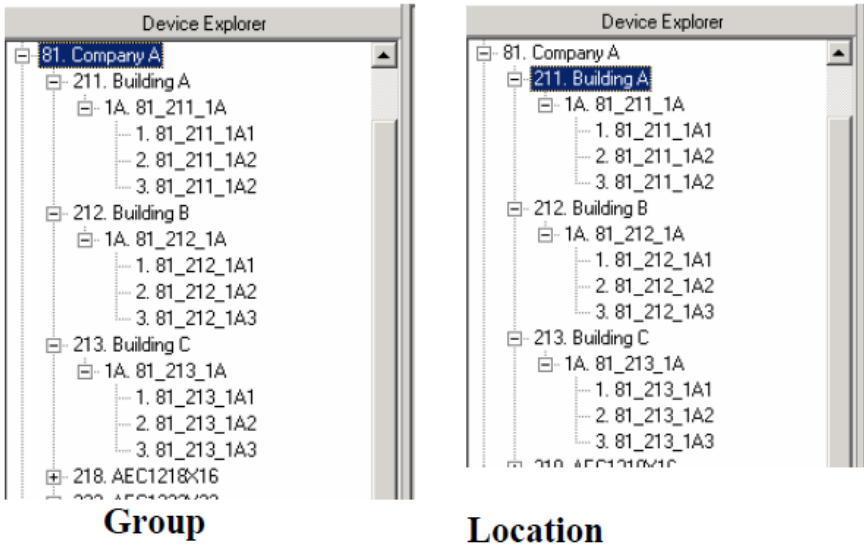 Device Explorer
81. Company A
211. Building A
1A. 81_211_1A
1. 81_211_1A1
2. 81_211_1A2
3. 81_211_1A2
212. Building B
1A. 81_212_1A
1. 81_212_1A1
2. 81_212_1A2
3. 81_212_1A3
213. Building C
1A. 81_213_1A
1. 81_213_1A1
2. 81_213_1A2
3. 81_213_1A3
218. AEC1218X16
Group
Device Explorer
81. Company A
211. Building A
1A. 81_211_1A
1. 81_211_1A1
2. 81_211_1A2
3. 81_211_1A2
212. Building B
1A. 81_212_1A
1. 81_212_1A1
2. 81_212_1A2
3. 81_212_1A3
213. Building C
1A. 81_213_1A
1. 81_213_1A1
2. 81_213_1A2
3. 81_213_1A3
Location